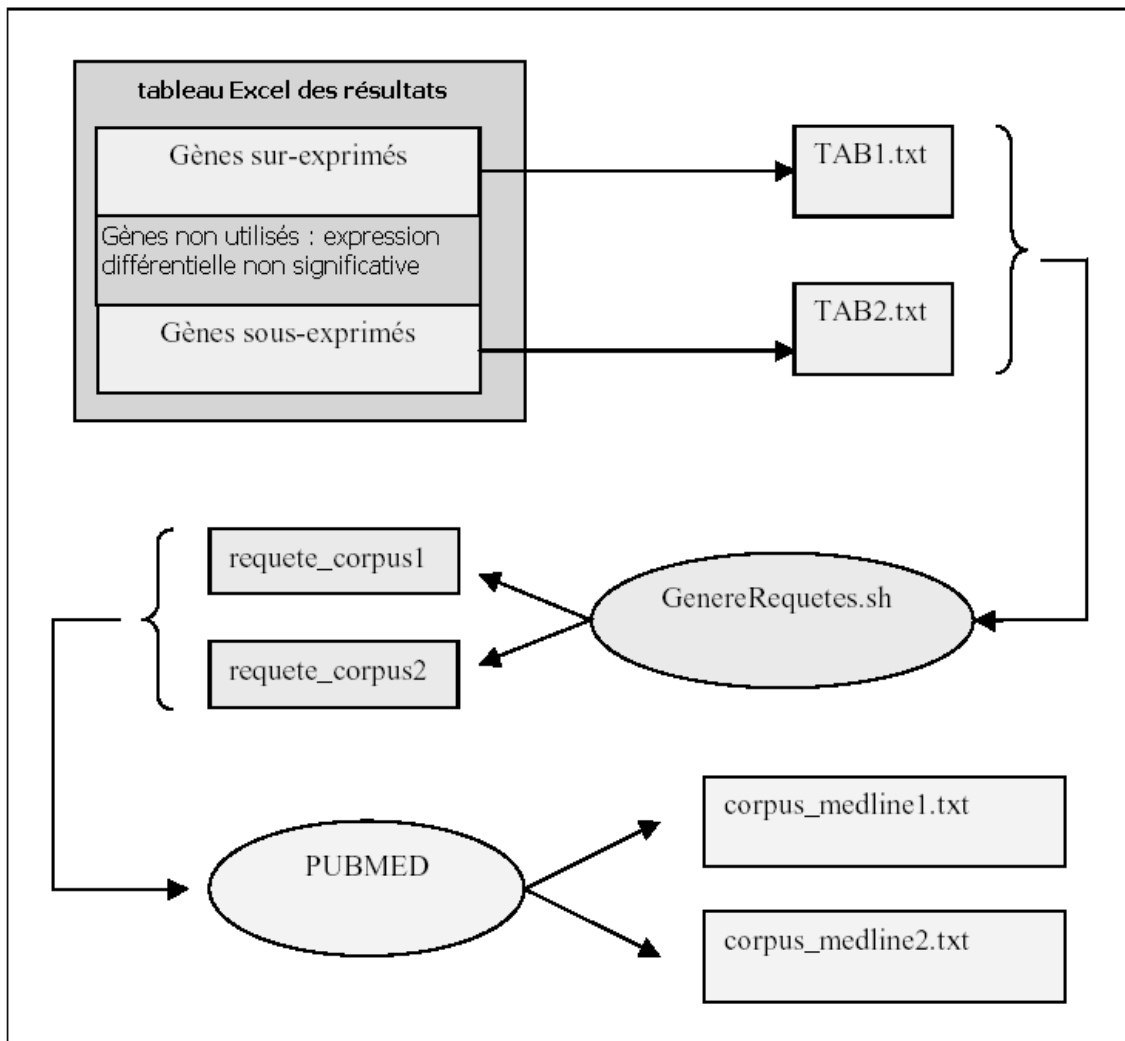 tableau Excel des résultats
Gènes sur-exprimés
TAB1.txt
Gènes non utilisés : expression
différentielle non significative
Gènes sous-exprimés
TAB2.txt
requete_corpus1
GenereRequetes.sh
requete_corpus2
corpus_medline1.txt
PUBMED
corpus_medline2.txt